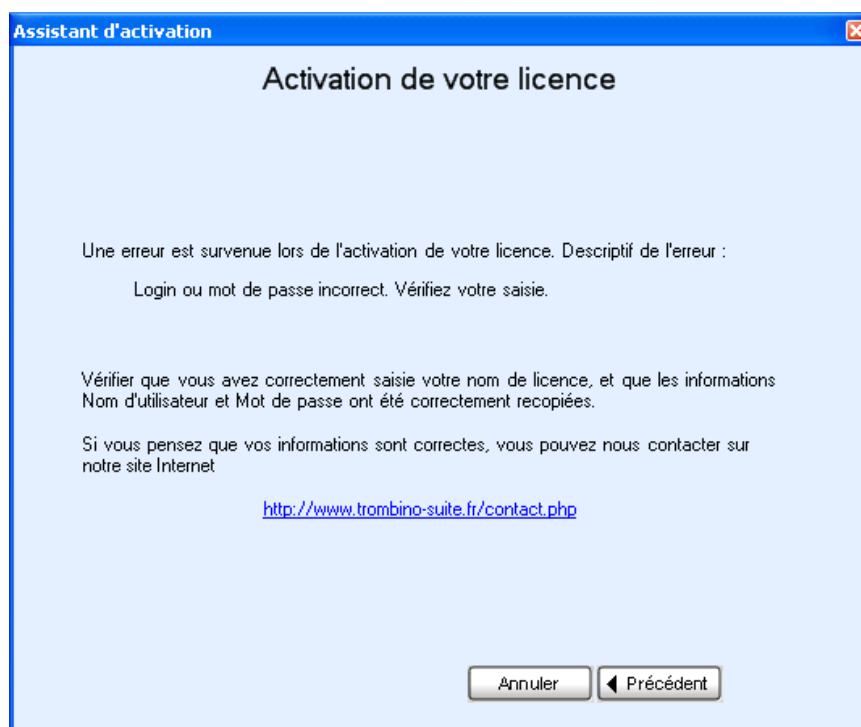 Assistant d'activation
Activation de votre licence
Une erreur est survenue lors de l'activation de votre licence. Descriptif de l'erreur :
Login ou mot de passe incorrect. Vérifiez votre saisie.
Vérifier que vous avez correctement saisie votre nom de licence, et que les informations
Nom d'utilisateur et Mot de passe ont été correctement recopiées.
Si vous pensez que vos informations sont correctes, vous pouvez nous contacter sur
notre site Internet
http://www.trombino-suite.fr/contact.php
Annuler
Précédent